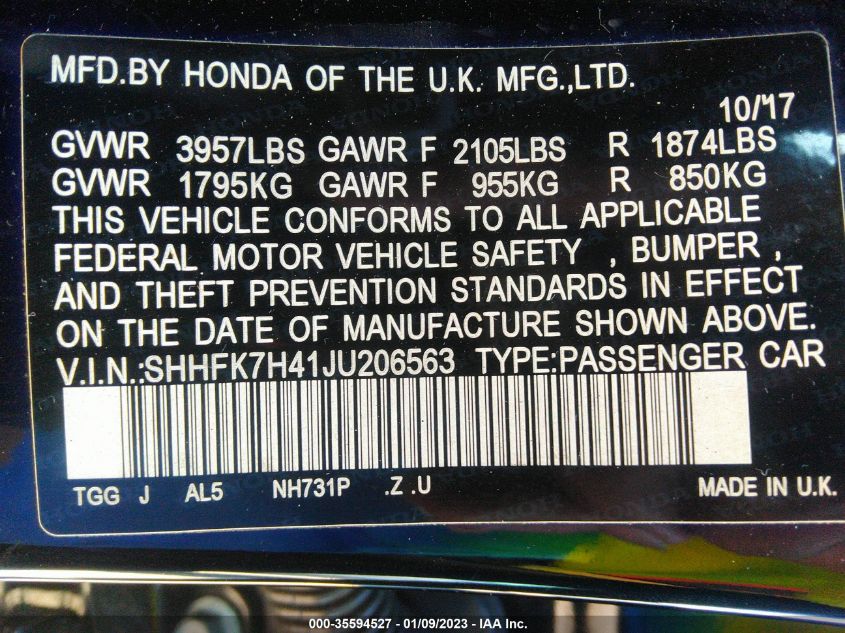 MFD.BY HONDA OF THE U.K. MFG.,LTD.
10/17
GVWR 3957LBS GAWR F 2105LBS R 1874LBS
GVWR 1795KG GAWR F 955KG R 850KG
THIS VEHICLE CONFORMS TO ALL APPLICABLE
FEDERAL MOTOR VEHICLE SAFETY , BUMPER ,
AND THEFT PREVENTION STANDARDS IN EFFECT
ON THE DATE OF MANUFACTURE SHOWN ABOVE.
V.I.N.:SHHFK7H41JU206563 TYPE:PASSENGER CAR
TGG J AL5 NH731P .Z .U MADE IN U.K.
000-35594527 - 01/09/2023 - IAA Inc.